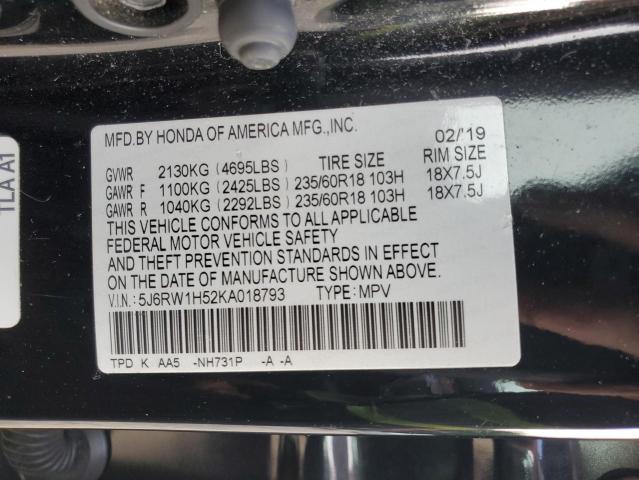 MFD.BY HONDA OF AMERICA MFG.,INC. 02/'19
GVWR 2130KG (4695LBS) TIRE SIZE RIM SIZE
GAWR F 1100KG (2425LBS) 235/60R18 103H 18X7.5J
GAWR R 1040KG (2292LBS) 235/60R18 103H 18X7.5J
THIS VEHICLE CONFORMS TO ALL APPLICABLE
FEDERAL MOTOR VEHICLE SAFETY
AND THEFT PREVENTION STANDARDS IN EFFECT
ON THE DATE OF MANUFACTURE SHOWN ABOVE.
V.I.N.: 5J6RW1H52KA018793 TYPE: MPV
TPD K AA5 -NH731P -A -A
TLA A1